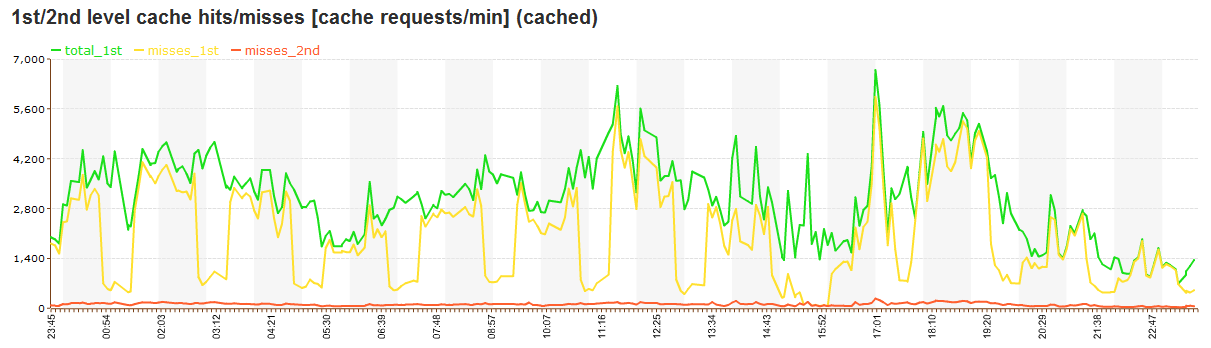 1st/2nd level cache hits/misses [cache requests/min] (cached)
total_1st misses_1st misses_2nd
7,000
5,600
4,200
2,800
1,400
0
23:45 00:54 02:03 03:12 04:21 05:30 06:39 07:48 08:57 10:07 11:16 12:25 13:34 14:43 15:52 17:01 18:10 19:20 20:29 21:38 22:47